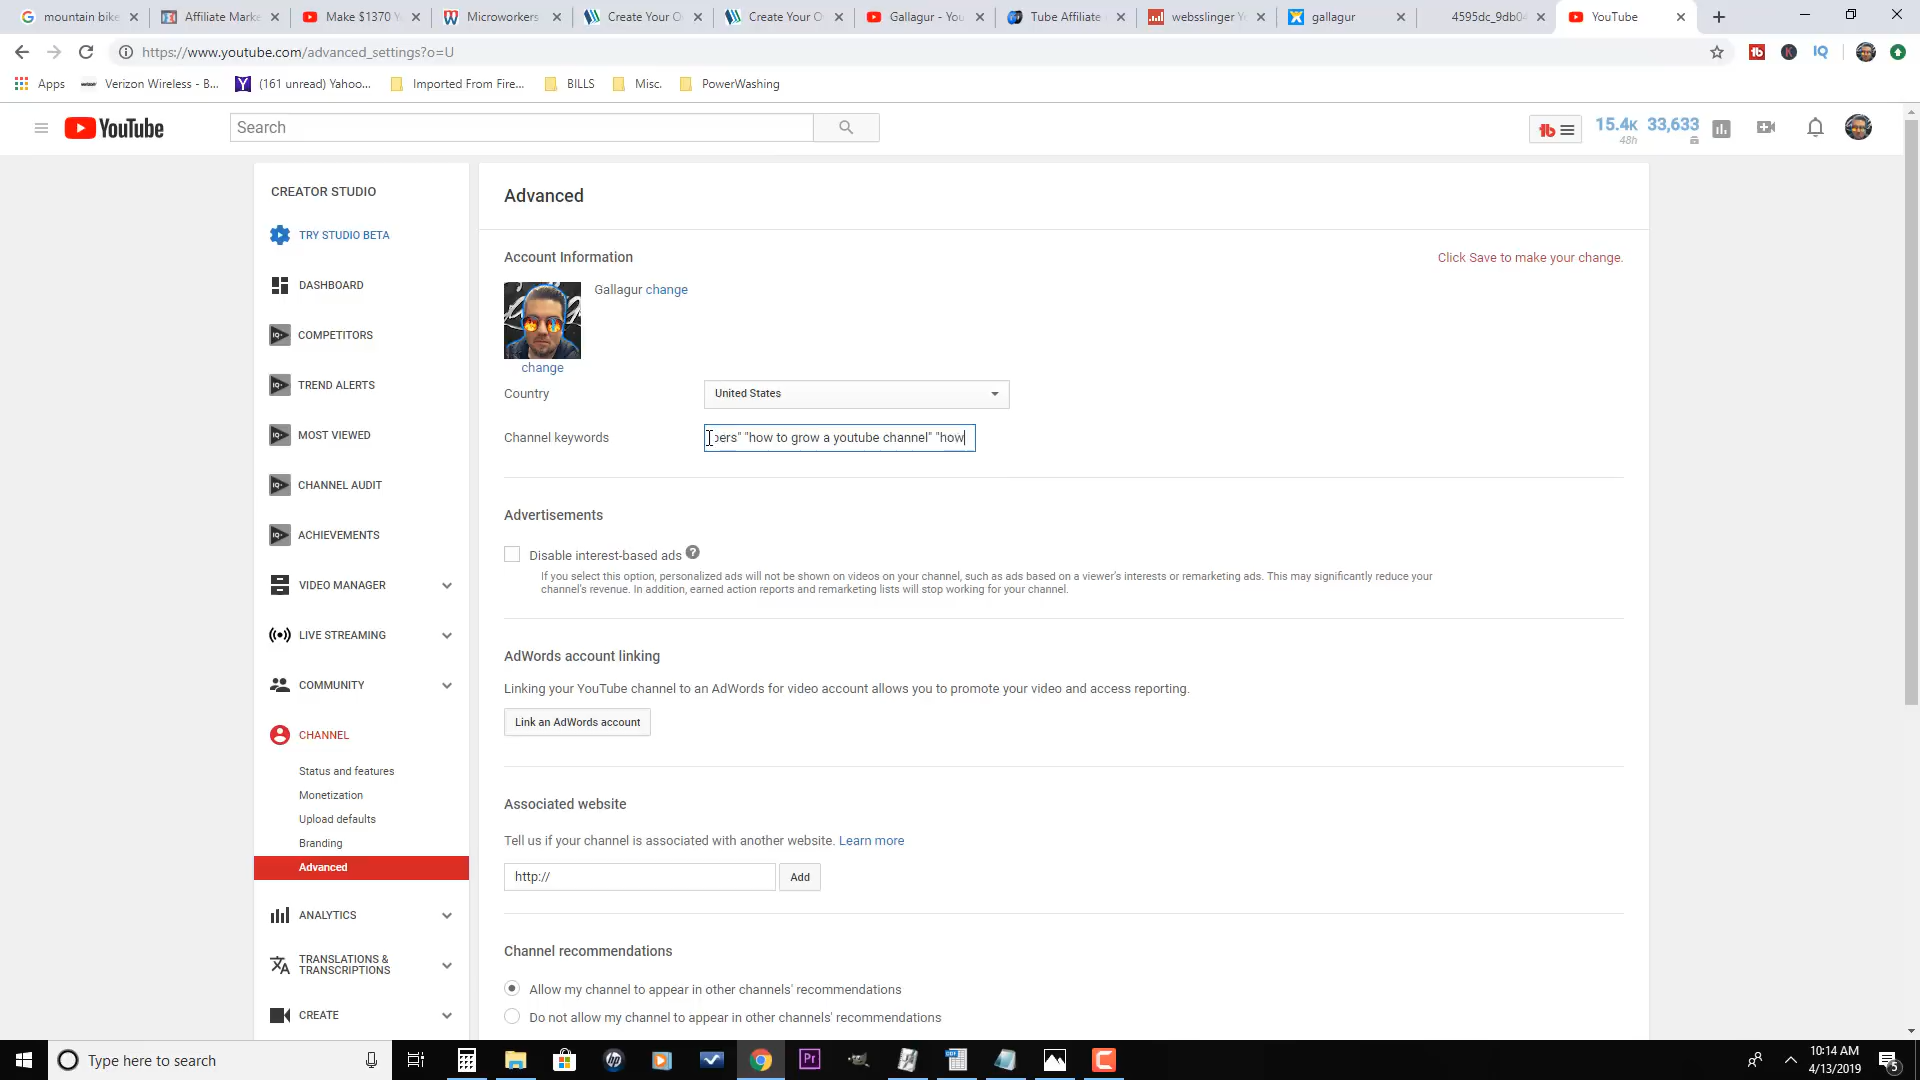 mountain bike
Affiliate Marke
Make $1370 Y
Microworkers
Create Your O
Create Your O
Gallagur - You
Tube Affiliate
websslinger Y
gallagur
4595dc_9db04
YouTube
https://www.youtube.com/advanced_settings?o=U
Apps
Verizon Wireless - B...
(161 unread) Yahoo...
Imported From Fire...
BILLS
Misc.
PowerWashing
YouTube
Search
15.4K
48h
33,633
CREATOR STUDIO
TRY STUDIO BETA
DASHBOARD
COMPETITORS
TREND ALERTS
MOST VIEWED
CHANNEL AUDIT
ACHIEVEMENTS
VIDEO MANAGER
LIVE STREAMING
COMMUNITY
CHANNEL
Status and features
Monetization
Upload defaults
Branding
Advanced
ANALYTICS
TRANSLATIONS &
TRANSCRIPTIONS
CREATE
Advanced
Account Information
Click Save to make your change.
Gallagur change
change
Country
United States
Channel keywords
bers" "how to grow a youtube channel" "how
Advertisements
Disable interest-based ads ?
If you select this option, personalized ads will not be shown on videos on your channel, such as ads based on a viewer's interests or remarketing ads. This may significantly reduce your
channel's revenue. In addition, earned action reports and remarketing lists will stop working for your channel.
AdWords account linking
Linking your YouTube channel to an AdWords for video account allows you to promote your video and access reporting.
Link an AdWords account
Associated website
Tell us if your channel is associated with another website. Learn more
http://
Add
Channel recommendations
Allow my channel to appear in other channels' recommendations
Do not allow my channel to appear in other channels' recommendations
Type here to search
10:14 AM
4/13/2019
5